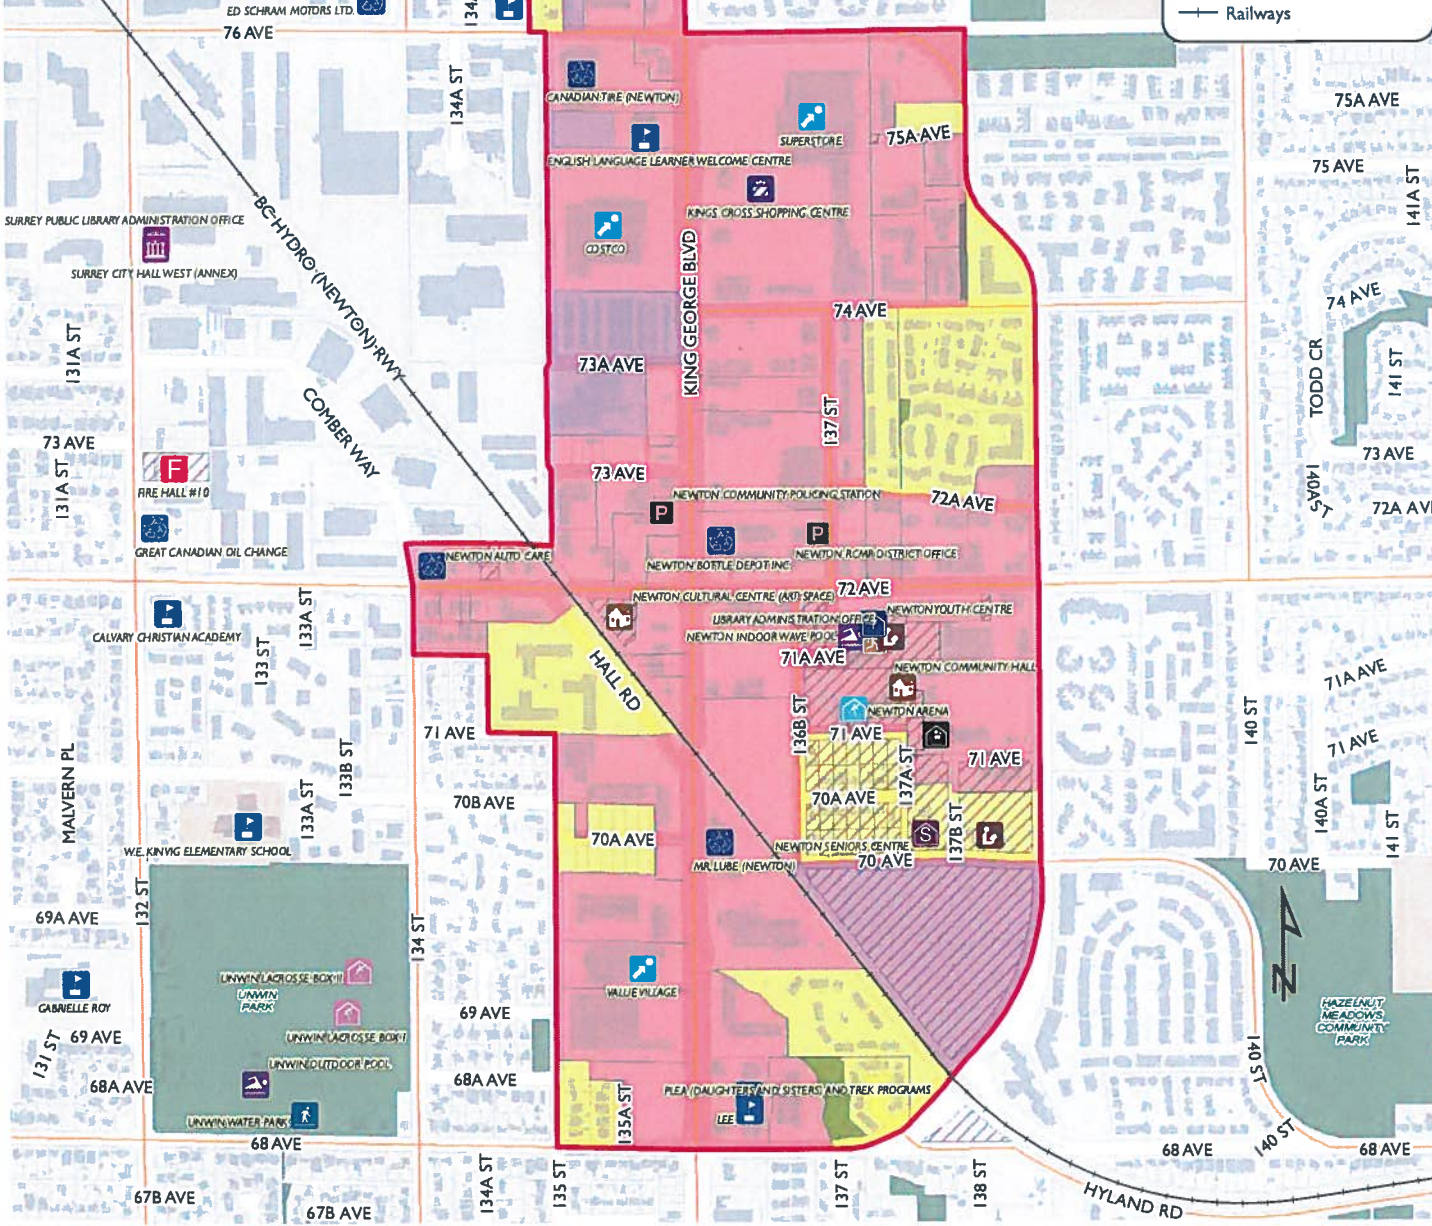 ED SCHRAM MOTORS LTD.
76 AVE
Railways
134A ST
CANADIAN TIRE (NEWTON)
SUPERSTORE
75A AVE
75A AVE
ENGLISH LANGUAGE LEARNER WELCOME CENTRE
75 AVE
141A ST
KINGS CROSS SHOPPING CENTRE
SURREY PUBLIC LIBRARY ADMINISTRATION OFFICE
COSTCO
SURREY CITY HALL WEST (ANNEX)
BC-HYDRO-(NEWTON)-RWY
KING GEORGE BLVD
74 AVE
74 AVE
131A ST
73A AVE
TODD CR
141 ST
COMBER WAY
137 ST
73 AVE
73 AVE
73 AVE
131A ST
F
FIRE HALL #10
NEWTON COMMUNITY POLICING STATION
P
72A AVE
140A ST
72A AV
GREAT CANADIAN OIL CHANGE
NEWTON AUTO CARE
NEWTON BOTTLE DEPOT INC
P
NEWTON RCMP DISTRICT OFFICE
72 AVE
NEWTON CULTURAL CENTRE (ART SPACE)
CALVARY CHRISTIAN ACADEMY
133A ST
133 ST
LIBRARY ADMINISTRATION OFFICE
NEWTON YOUTH CENTRE
NEWTON INDOOR WAVE POOL
71A AVE
NEWTON COMMUNITY HALL
71A AVE
HALL RD
136B ST
NEWTON ARENA
140 ST
71 AVE
71 AVE
71 AVE
71 AVE
MALVERN PL
133B ST
137A ST
70B AVE
70A AVE
133A ST
70A AVE
137B ST
140A ST
141 ST
W.E. KINVIG ELEMENTARY SCHOOL
NEWTON SENIORS CENTRE
S
MR. LUBE (NEWTON)
70 AVE
70 AVE
132 ST
69A AVE
134 ST
UNWIN LACROSSE BOX II
UNWIN
PARK
VALUE VILLAGE
GABRIELLE ROY
UNWIN LACROSSE BOX I
69 AVE
69 AVE
131 ST
N
HAZELNUT
MEADOWS
COMMUNITY
PARK
UNWIN OUTDOOR POOL
68A AVE
68A AVE
140 ST
PLEA (DAUGHTERS AND SISTERS) AND TREK PROGRAMS
135A ST
LEE
UNWIN WATER PARK
68 AVE
68 AVE
140 ST
68 AVE
134A ST
135 ST
137 ST
138 ST
67B AVE
67B AVE
HYLAND RD